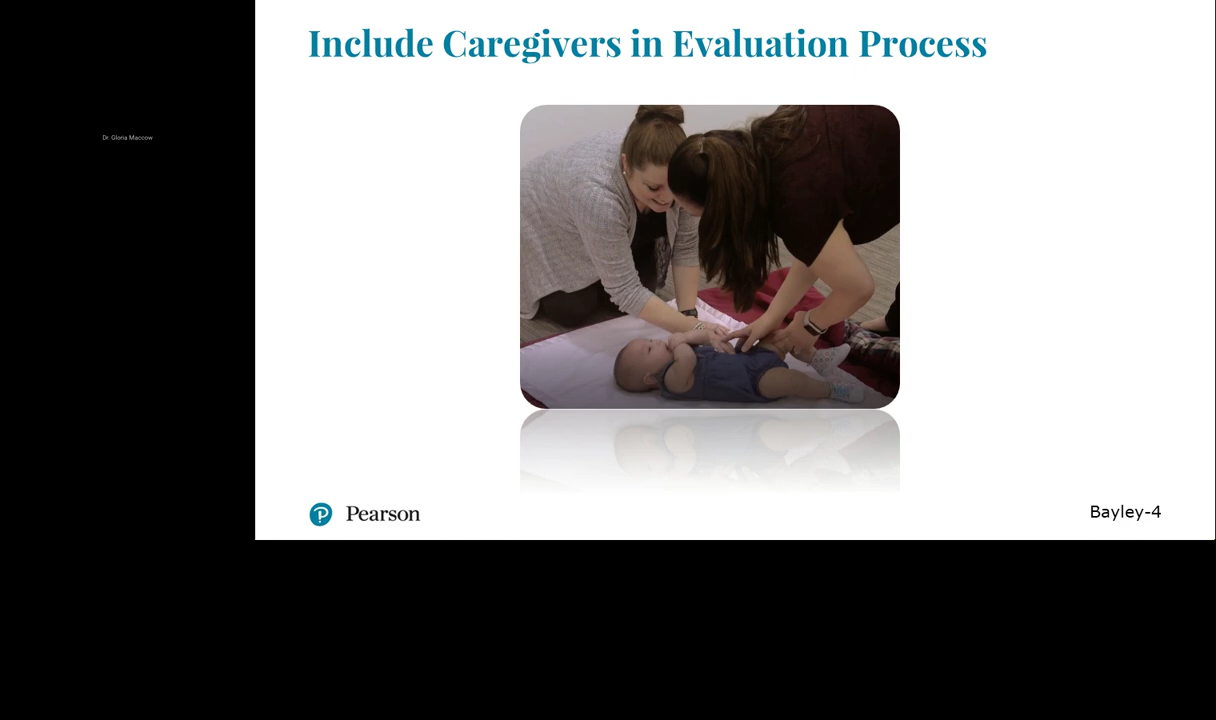 Include Caregivers in Evaluation Process
Dr. Gloria Maccow
Pearson
Bayley-4